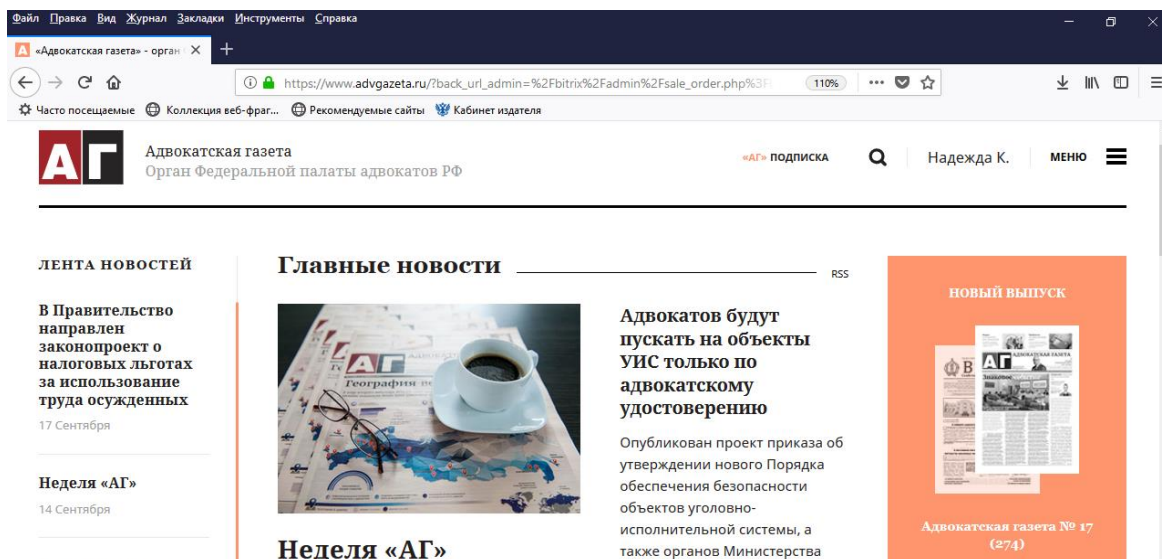 Файл Правка Вид Журнал Закладки Инструменты Справка
«Адвокатская газета» - орган
https://www.advgazeta.ru/?back_url_admin=%2Fbitrix%2Fadmin%2Fsale_order.php%3F
110%
Часто посещаемые Коллекция веб-фраг... Рекомендуемые сайты Кабинет издателя
АГ
Адвокатская газета
Орган Федеральной палаты адвокатов РФ
«АГ» ПОДПИСКА
Надежда К.
МЕНЮ
ЛЕНТА НОВОСТЕЙ
В Правительство
направлен
законопроект о
налоговых льготах
за использование
труда осужденных
17 Сентября
Неделя «АГ»
14 Сентября
Главные новости
RSS
АГ
География
Неделя «АГ»
Адвокатов будут
пускать на объекты
УИС только по
адвокатскому
удостоверению
Опубликован проект приказа об
утверждении нового Порядка
обеспечения безопасности
объектов уголовно-
исполнительной системы, а
также органов Министерства
НОВЫЙ ВЫПУСК
АГ
АДВОКАТСКАЯ ГАЗЕТА
Адвокатская газета № 17
(274)